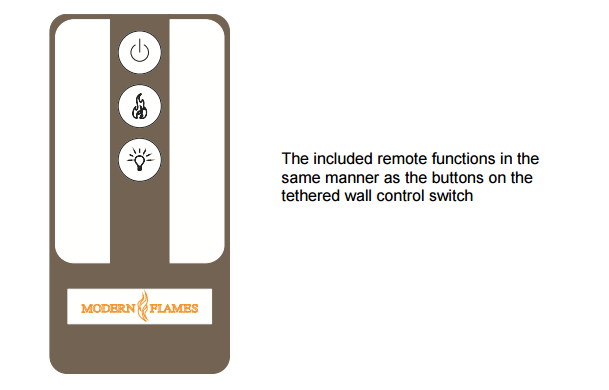 The included remote functions in the
same manner as the buttons on the
tethered wall control switch
MODERN FLAMES